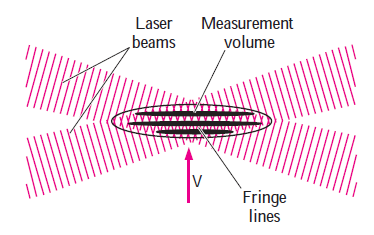 Laser
beams
Measurement
volume
V
Fringe
lines